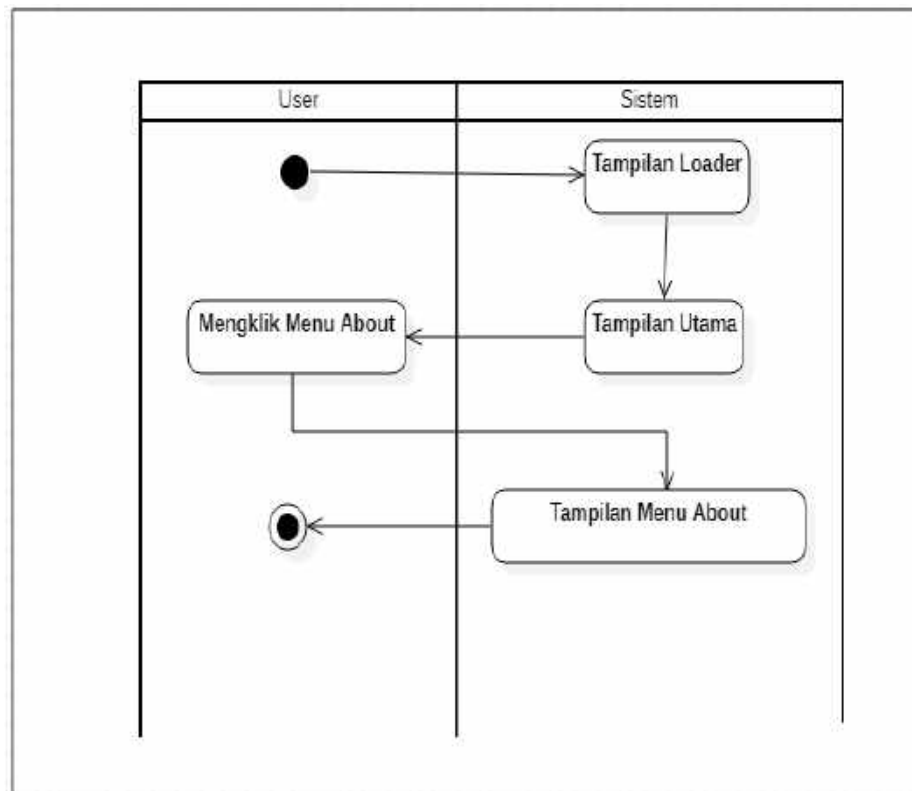 User
Sistem
Tampilan Loader
Mengklik Menu About
Tampilan Utama
Tampilan Menu About